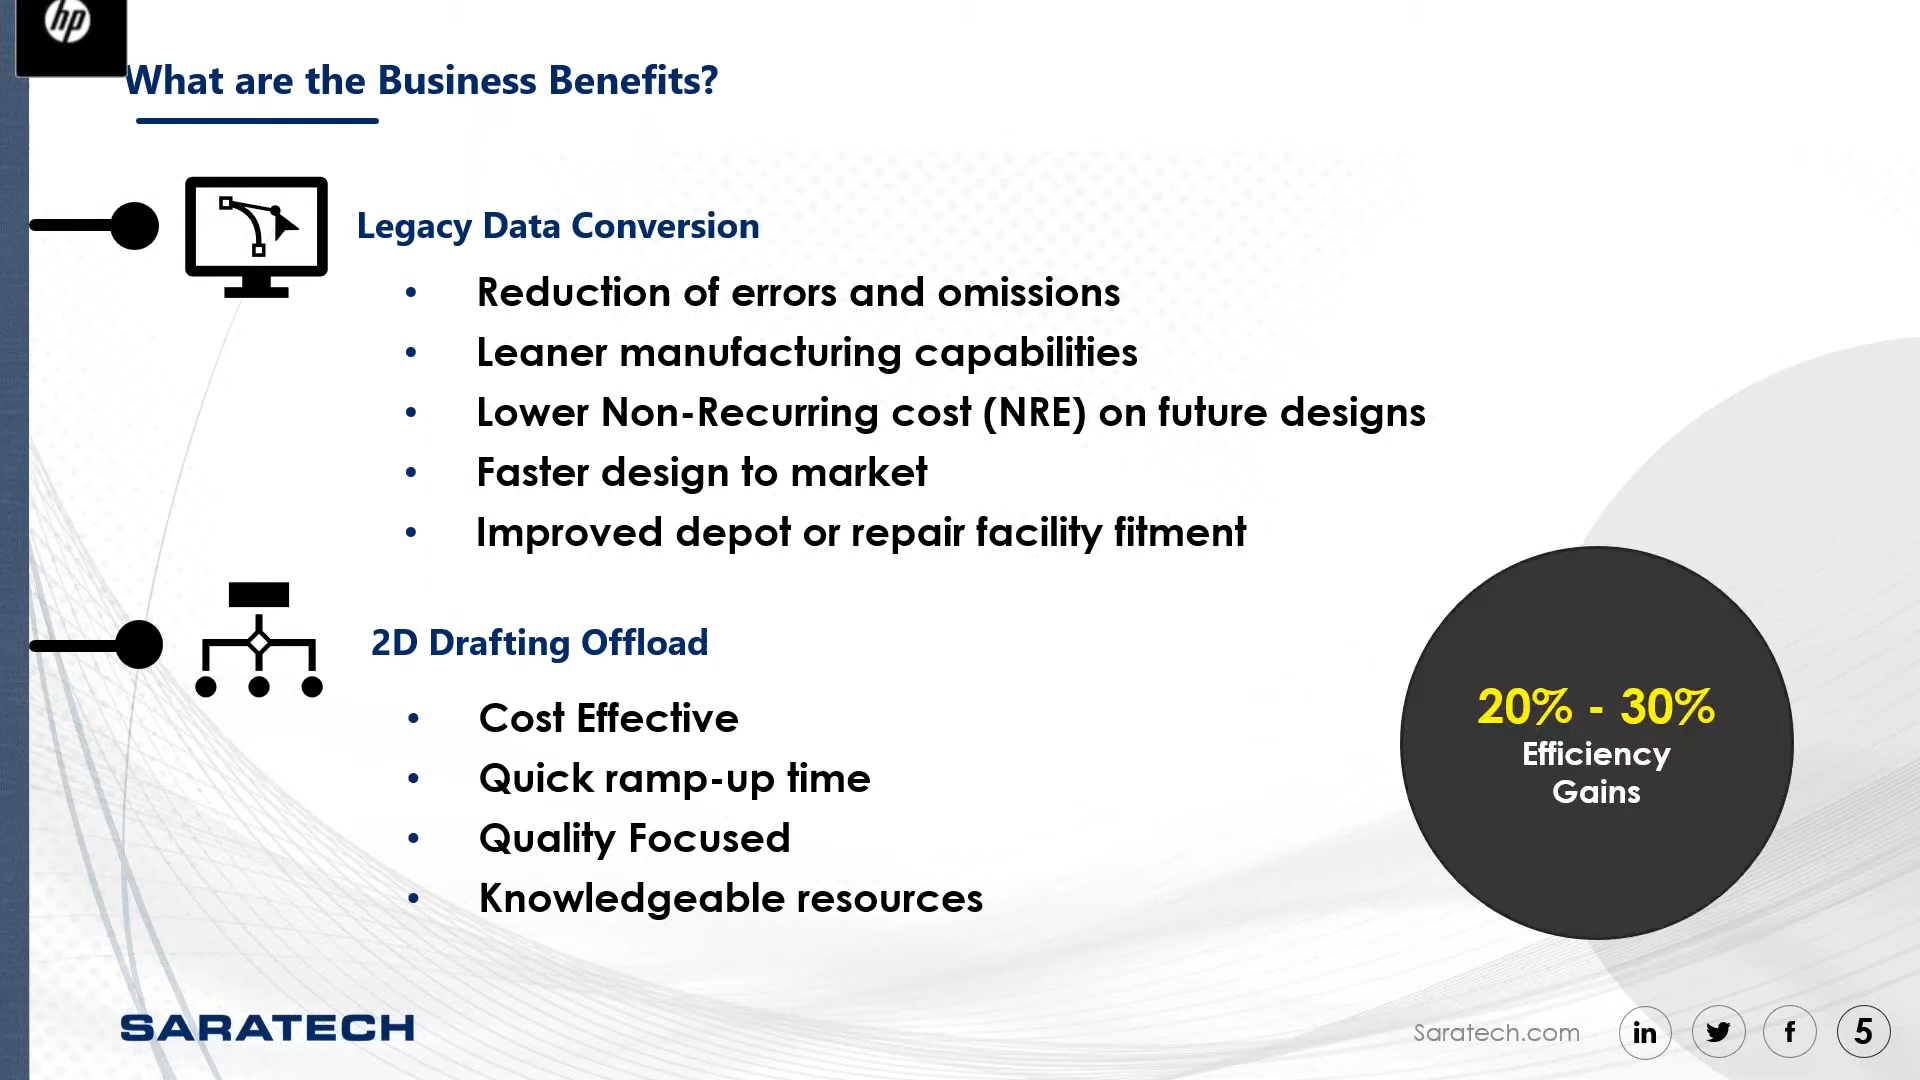 hp
What are the Business Benefits?
Legacy Data Conversion
• Reduction of errors and omissions
• Leaner manufacturing capabilities
• Lower Non-Recurring cost (NRE) on future designs
• Faster design to market
• Improved depot or repair facility fitment
2D Drafting Offload
• Cost Effective
• Quick ramp-up time
• Quality Focused
• Knowledgeable resources
20% - 30%
Efficiency
Gains
SARATECH
Saratech.com in f 5